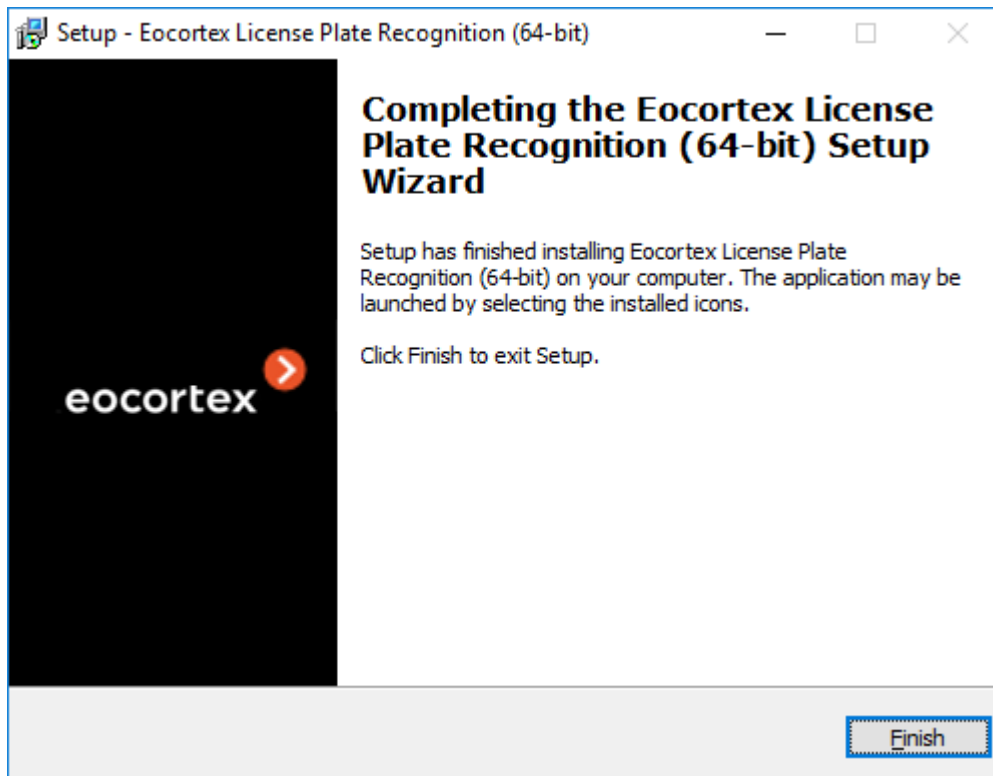 Setup - Eocortex License Plate Recognition (64-bit)
Completing the Eocortex License
Plate Recognition (64-bit) Setup
Wizard
Setup has finished installing Eocortex License Plate
Recognition (64-bit) on your computer. The application may be
launched by selecting the installed icons.
Click Finish to exit Setup.
eocortex
Finish